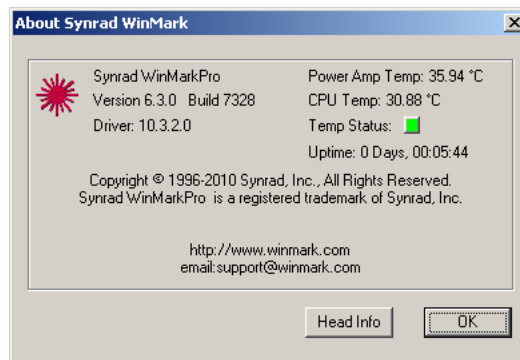 About Synrad WinMark
Synrad WinMarkPro
Version 6.3.0 Build 7328
Driver: 10.3.2.0
Power Amp Temp: 35.94 °C
CPU Temp: 30.88 °C
Temp Status:
Uptime: 0 Days, 00:05:44
Copyright © 1996-2010 Synrad, Inc., All Rights Reserved.
Synrad WinMarkPro is a registered trademark of Synrad, Inc.
http://www.winmark.com
email:support@winmark.com
Head Info
OK